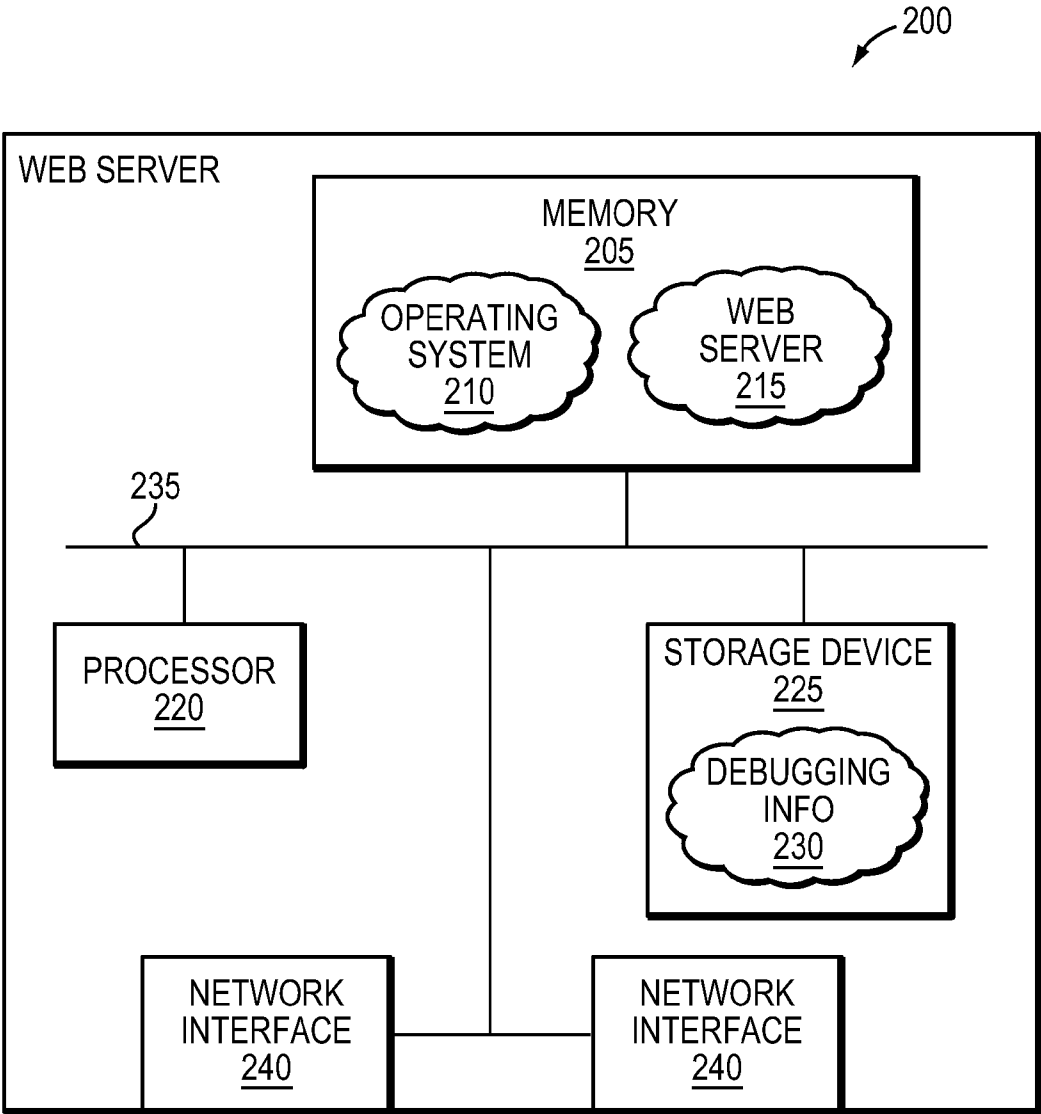 200
WEB SERVER
MEMORY
205
OPERATING
SYSTEM
210
WEB
SERVER
215
235
PROCESSOR
220
STORAGE DEVICE
225
DEBUGGING
INFO
230
NETWORK
INTERFACE
240
NETWORK
INTERFACE
240